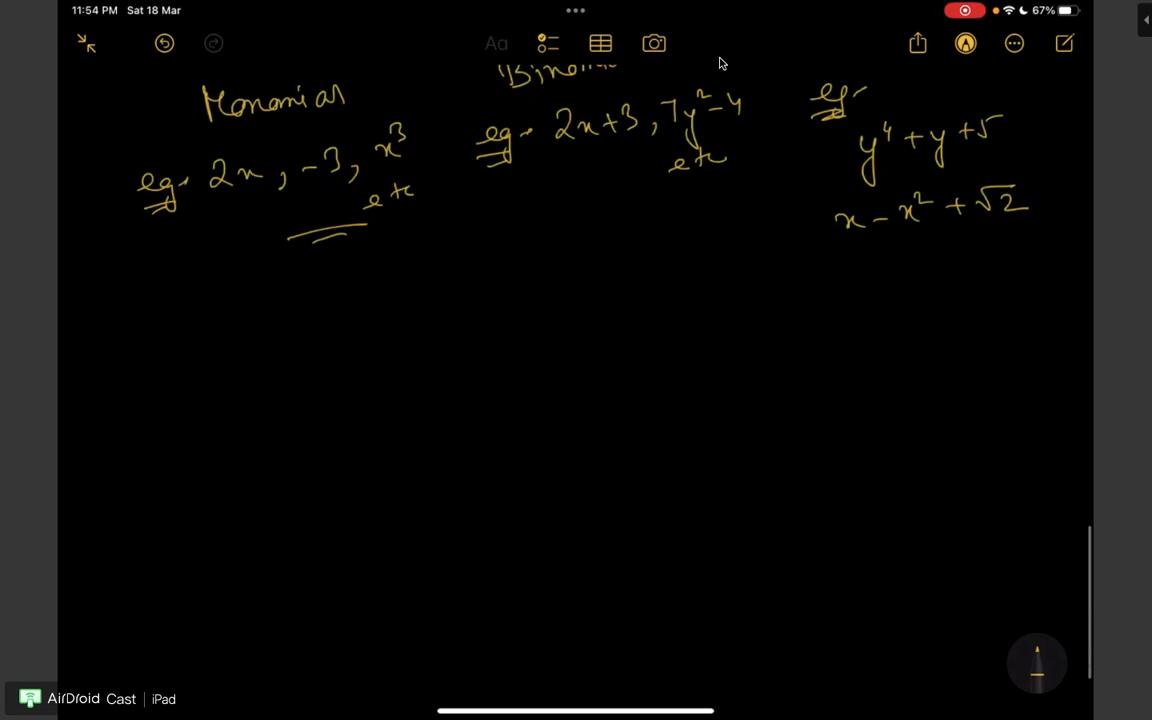 11:54 PM Sat 18 Mar
67%
Aa
Monomial
eg- 2x, -3, x³
etc
eg- 2x+3, 7y²-4
etc
eg-
y⁴ + y + 5
x - x² + √2
AirDroid Cast | iPad